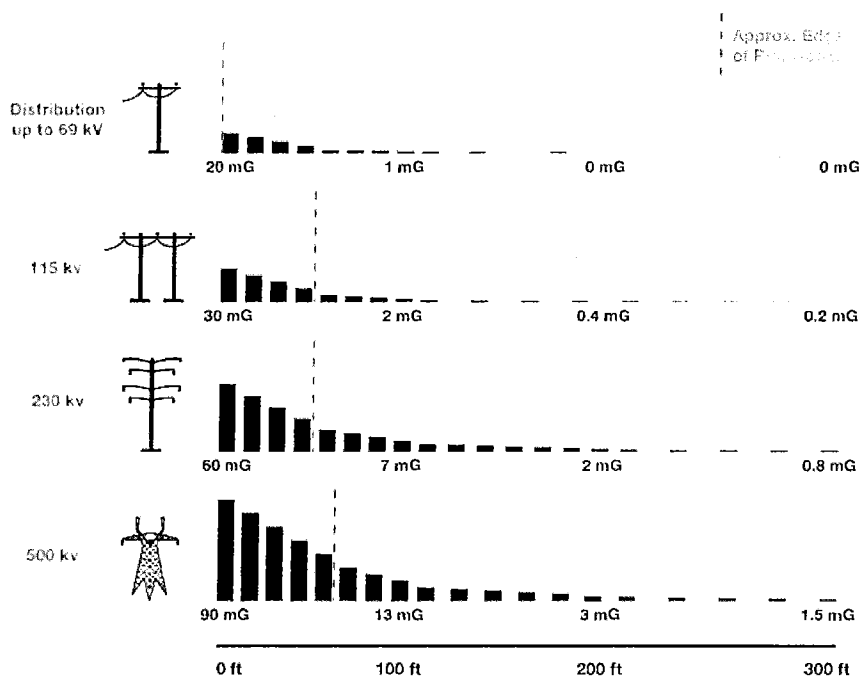 Approx. Edge
of
Distribution
up to 69 kV
20 mG 1 mG 0 mG 0 mG
115 kv
30 mG 2 mG 0.4 mG 0.2 mG
230 kv
60 mG 7 mG 2 mG 0.8 mG
500 kv
90 mG 13 mG 3 mG 1.5 mG
0 ft 100 ft 200 ft 300 ft